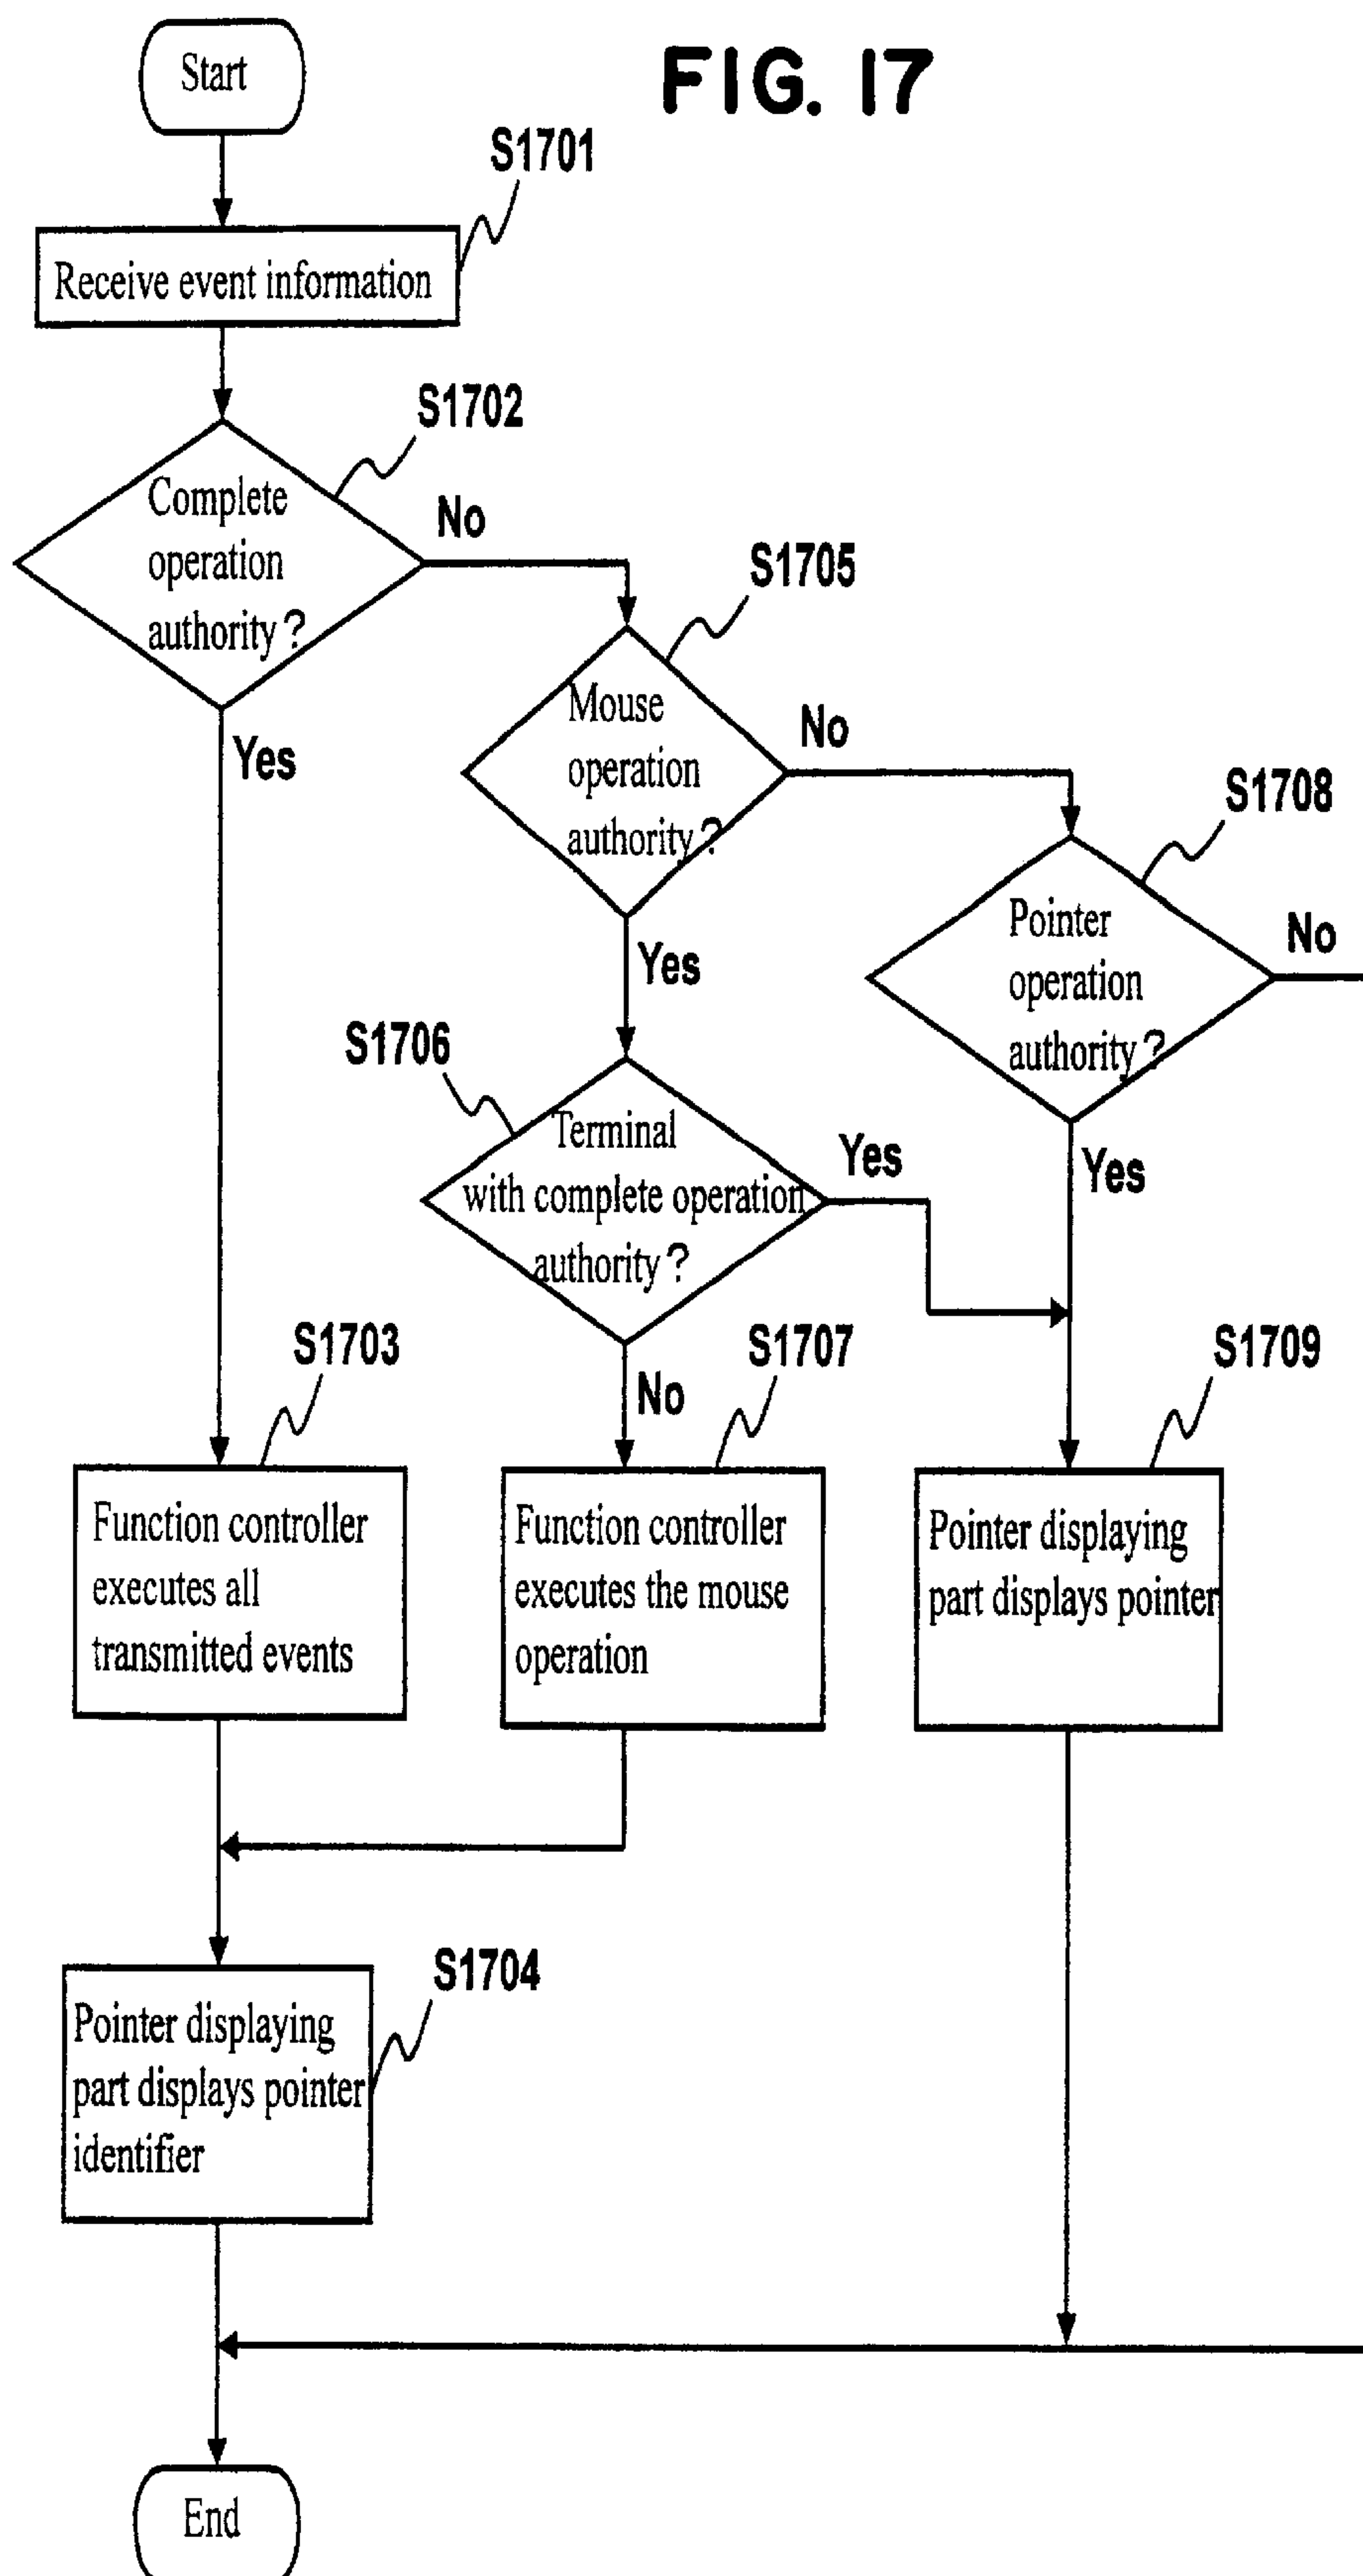 FIG. 17
Start
S1701
Receive event information
S1702
Complete
operation
authority?
No
Yes
S1705
Mouse
operation
authority?
No
Yes
S1708
Pointer
operation
authority?
No
Yes
S1706
Terminal
with complete operation
authority?
Yes
No
S1703
Function controller
executes all
transmitted events
S1707
Function controller
executes the mouse
operation
S1709
Pointer displaying
part displays pointer
S1704
Pointer displaying
part displays pointer
identifier
End